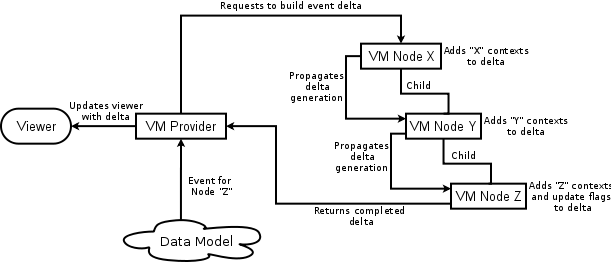 Requests to build event delta
VM Node X
Adds "X" contexts
to delta
Propagates
delta
generation
Child
Updates viewer
with delta
Viewer
VM Provider
VM Node Y
Adds "Y" contexts
to delta
Propagates
delta
generation
Child
Event for
Node "Z"
VM Node Z
Adds "Z" contexts
and update flags
to delta
Returns completed
delta
Data Model